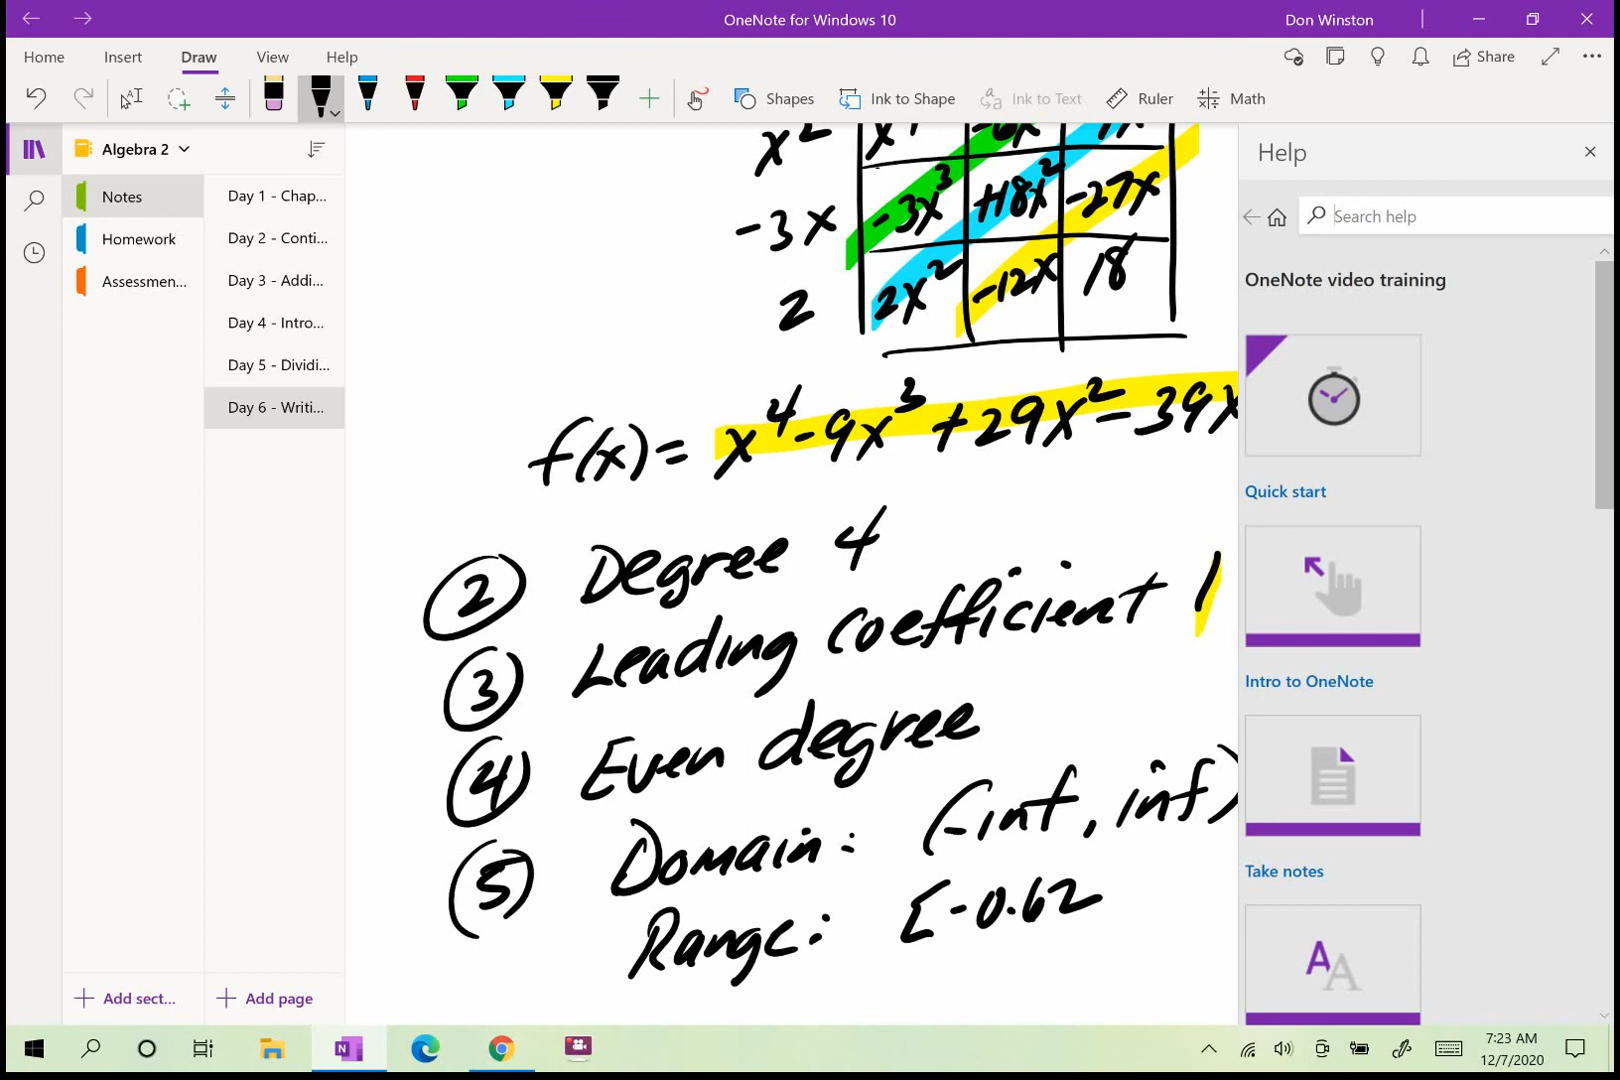 OneNote for Windows 10
Don Winston
Home Insert Draw View Help
Share
Shapes Ink to Shape Ink to Text Ruler Math
Algebra 2
Notes
Homework
Assessmen...
Day 1 - Chap...
Day 2 - Conti...
Day 3 - Addi...
Day 4 - Intro...
Day 5 - Dividi...
Day 6 - Writi...
Add sect...
Add page
x²
-3x -3x³ +18x² -27x
2 2x² -12x 18
f(x) = x⁴ - 9x³ + 29x² - 39x
② Degree 4
③ Leading coefficient 1
④ Even degree
⑤ Domain: (-inf, inf)
Range: [-0.62
Help
Search help
OneNote video training
Quick start
Intro to OneNote
Take notes
7:23 AM
12/7/2020